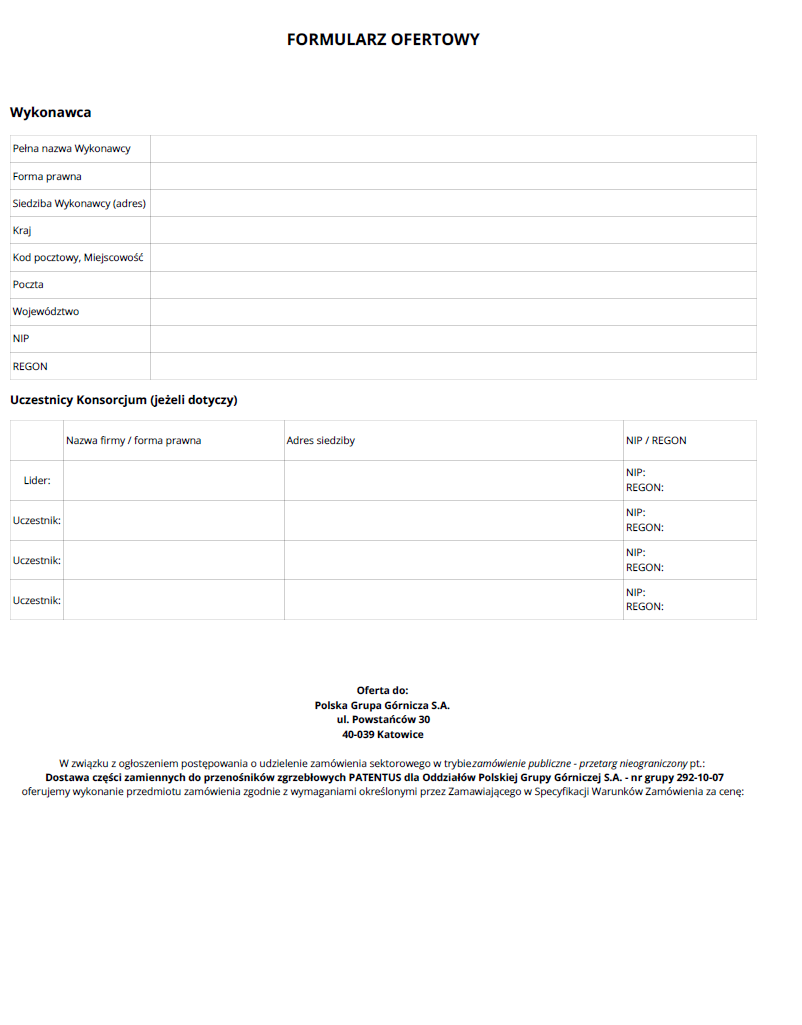 FORMULARZ OFERTOWY
Wykonawca
Pełna nazwa Wykonawcy
Forma prawna
Siedziba Wykonawcy (adres)
Kraj
Kod pocztowy, Miejscowość
Poczta
Województwo
NIP
REGON
Uczestnicy Konsorcjum (jeżeli dotyczy)
Nazwa firmy / forma prawna Adres siedziby NIP / REGON
Lider: NIP:
REGON:
Uczestnik: NIP:
REGON:
Uczestnik: NIP:
REGON:
Uczestnik: NIP:
REGON:
Oferta do:
Polska Grupa Górnicza S.A.
ul. Powstańców 30
40-039 Katowice
W związku z ogłoszeniem postępowania o udzielenie zamówienia sektorowego w trybiezamówienie publiczne - przetarg nieograniczony pt.:
Dostawa części zamiennych do przenośników zgrzebłowych PATENTUS dla Oddziałów Polskiej Grupy Górniczej S.A. - nr grupy 292-10-07
oferujemy wykonanie przedmiotu zamówienia zgodnie z wymaganiami określonymi przez Zamawiającego w Specyfikacji Warunków Zamówienia za cenę: